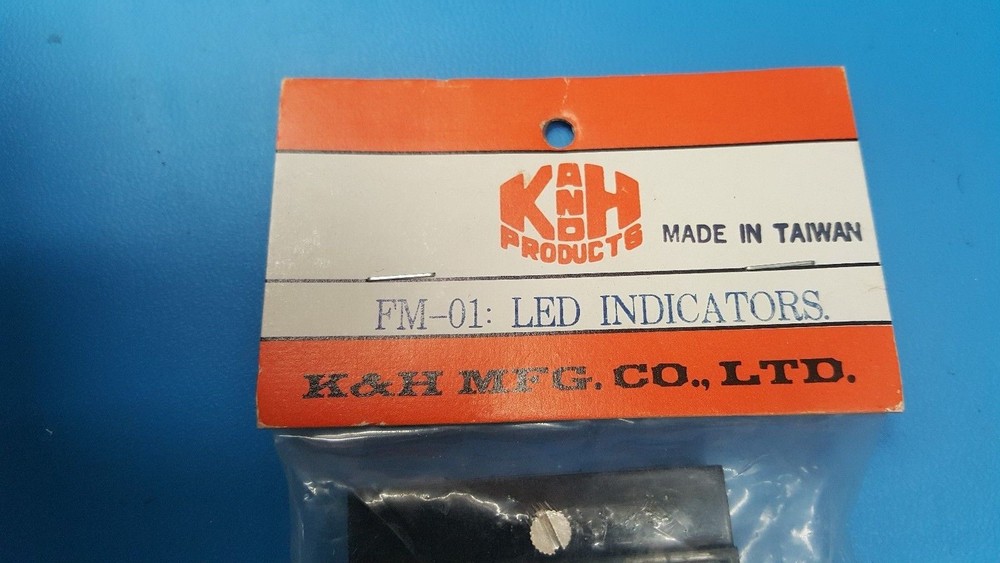 K AND H
PRODUCTS
MADE IN TAIWAN
FM-01: LED INDICATORS.
K&H MFG. CO., LTD.